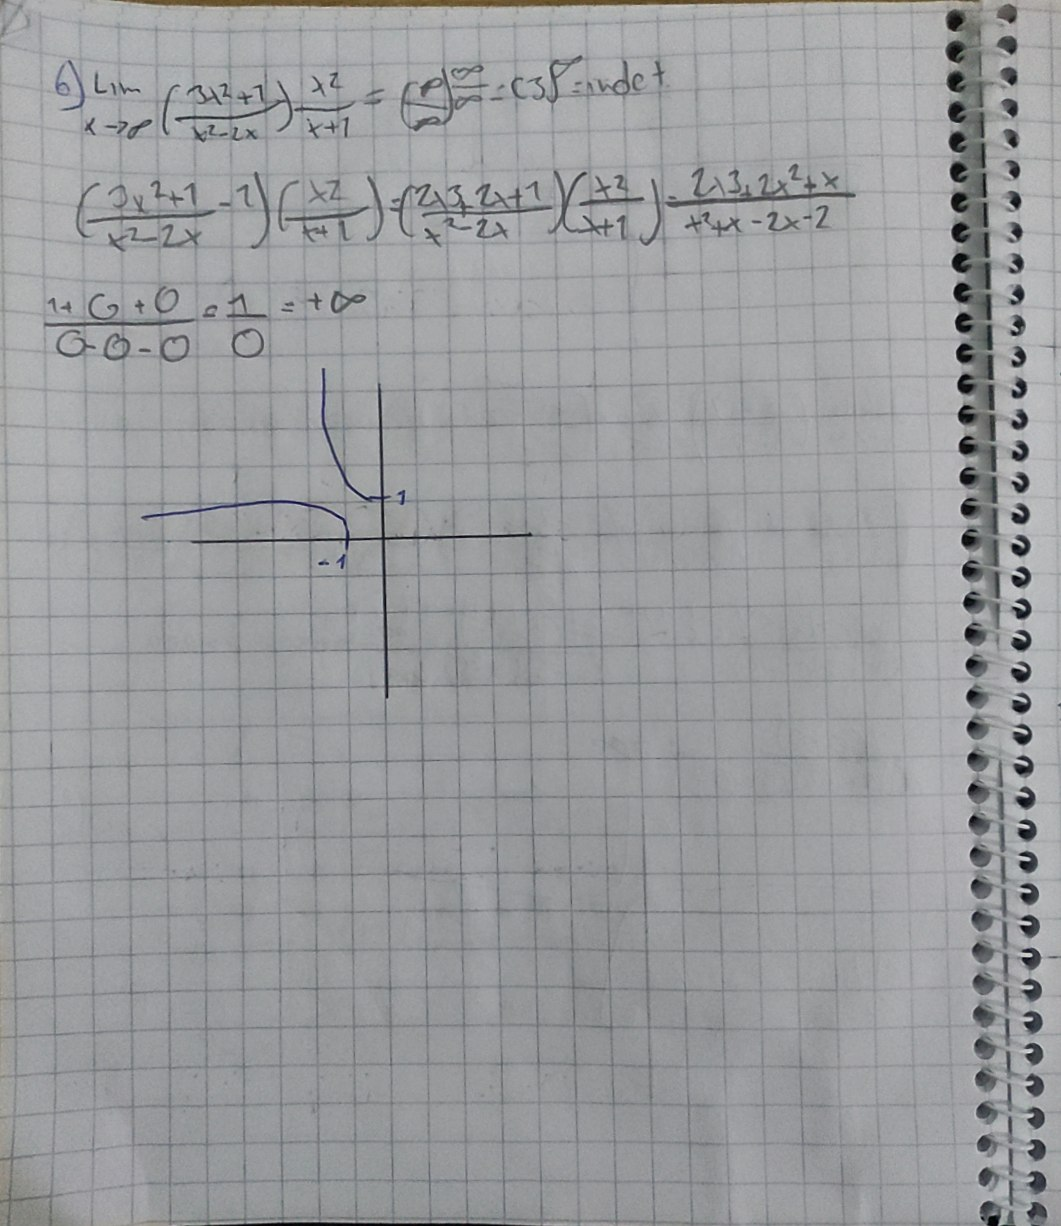 6) Lim (3x²+1 / x²-2x) x² / x+1 = (∞/∞) ∞/∞ = (3)^∞ = indet
x→∞
(3x²+1 / x²-2x - 1)(x² / x+1) = (2x3+2x+1 / x²-2x)(x² / x+1) = 2x3+2x²+x / x²+x-2x-2
1+0+0 / 0-0-0 = 1 / 0 = +∞
1
-1